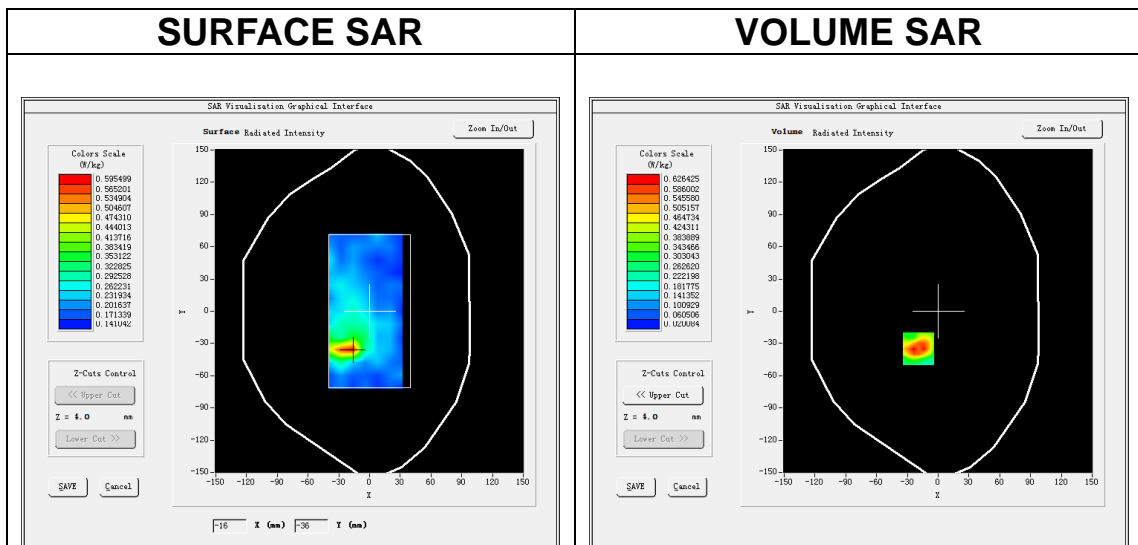 SURFACE SAR
VOLUME SAR
SAR Visualisation Graphical Interface
Surface Radiated Intensity
Zoom In/Out
Colors Scale
(W/kg)
0.595499
0.565201
0.534904
0.504607
0.474310
0.444013
0.413716
0.383419
0.353122
0.322825
0.292528
0.262231
0.231934
0.201637
0.171339
0.141042
150
120
90
60
30
0
-30
-60
-90
-120
-150
Y
-150 -120 -90 -60 -30 0 30 60 90 120 150
X
Z-Cuts Control
<< Upper Cut
Z = 4.0 mm
Lower Cut >>
SAVE Cancel
-16 X (mm) -36 Y (mm)
SAR Visualisation Graphical Interface
Volume Radiated Intensity
Zoom In/Out
Colors Scale
(W/kg)
0.626425
0.586002
0.545580
0.505157
0.464734
0.424311
0.383889
0.343466
0.303043
0.262620
0.222198
0.181775
0.141352
0.100929
0.060506
0.020084
150
120
90
60
30
0
-30
-60
-90
-120
-150
Y
-150 -120 -90 -60 -30 0 30 60 90 120 150
X
Z-Cuts Control
<< Upper Cut
Z = 4.0 mm
Lower Cut >>
SAVE Cancel